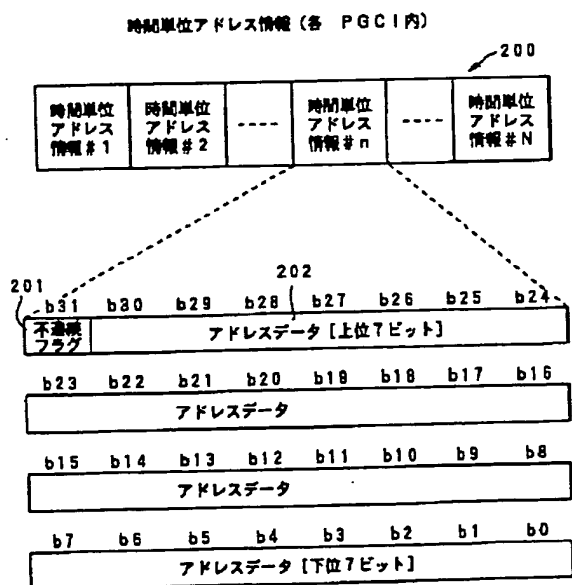 時間単位アドレス情報(各 PGCI内)
200
時間単位 アドレス 情報#1
時間単位 アドレス 情報#2
時間単位 アドレス 情報#n
時間単位 アドレス 情報#N
201
202
b31 b30 b29 b28 b27 b26 b25 b24
不連続 フラグ
アドレスデータ[上位7ビット]
b23 b22 b21 b20 b19 b18 b17 b16
アドレスデータ
b15 b14 b13 b12 b11 b10 b9 b8
アドレスデータ
b7 b6 b5 b4 b3 b2 b1 b0
アドレスデータ[下位7ビット]